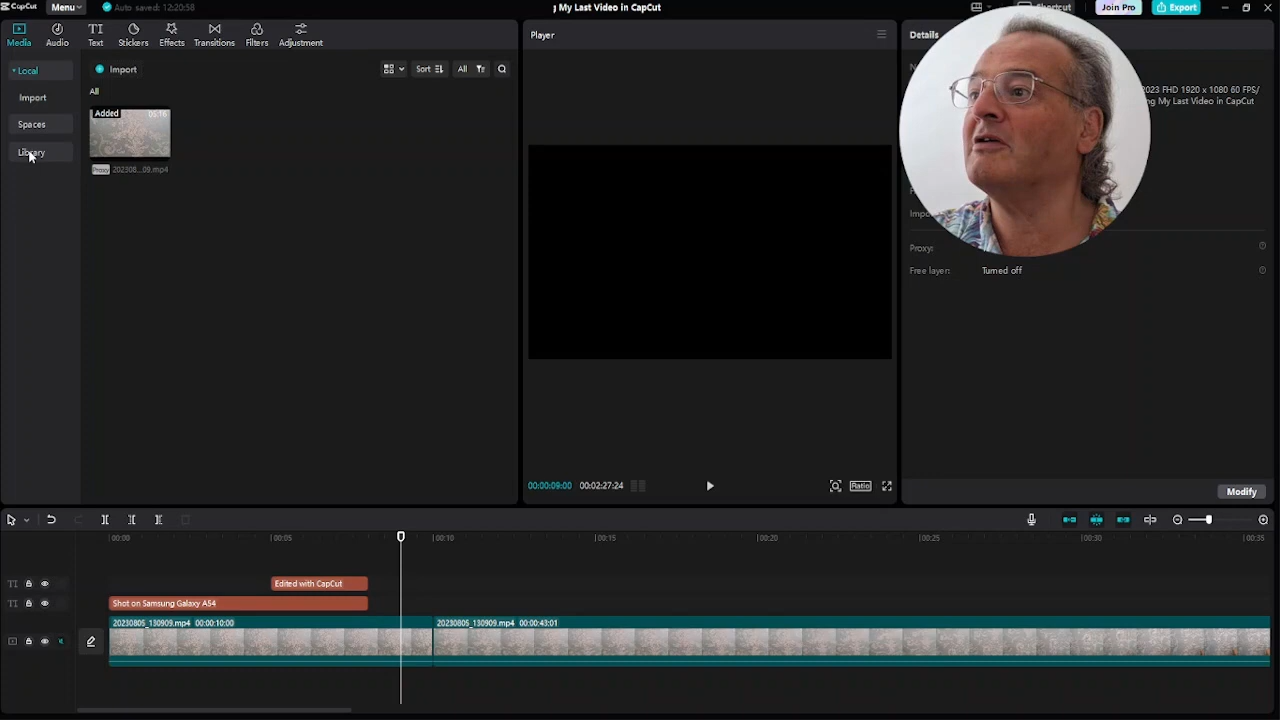 CapCut Menu Auto saved: 12:20:58
My Last Video in CapCut
Shortcut Join Pro Export
Media Audio Text Stickers Effects Transitions Filters Adjustment
Local
Import
Spaces
Library
Import
Sort All
All
Added 05:16
Proxy 202308...09.mp4
Player
00:00:09:00 00:02:27:24
Ratio
Details
2023 FHD 1920 x 1080 60 FPS/
My Last Video in CapCut
Proxy:
Free layer: Turned off
Modify
00:00 00:05 00:10 00:15 00:20 00:25 00:30 00:35
TI Edited with CapCut
TI Shot on Samsung Galaxy A54
20230805_130909.mp4 00:00:10:00 20230805_130909.mp4 00:00:43:01